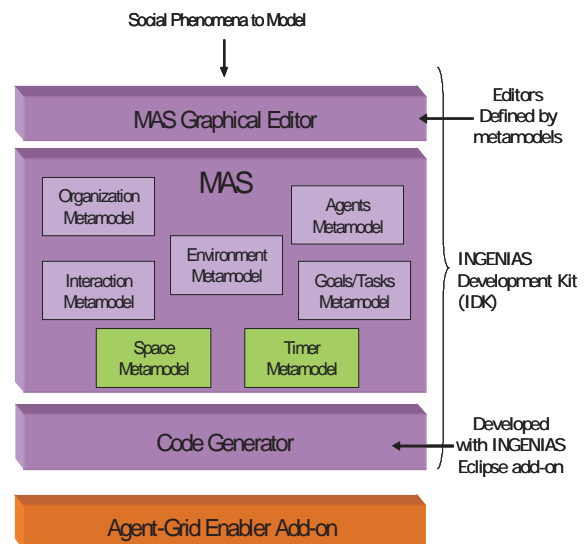 Social Phenomena to Model
MAS Graphical Editor
Editors
Defined by
metamodels
MAS
Organization
Metamodel
Agents
Metamodel
Environment
Metamodel
Interaction
Metamodel
Goals/Tasks
Metamodel
Space
Metamodel
Timer
Metamodel
INGENIAS
Development Kit
(IDK)
Code Generator
Developed
with INGENIAS
Eclipse add-on
Agent-Grid Enabler Add-on